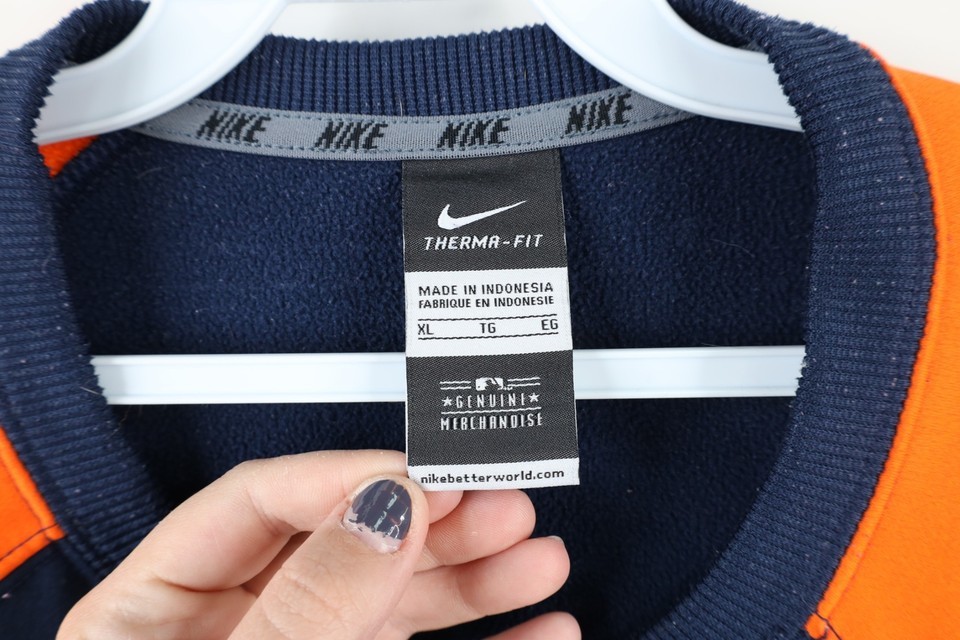 NIKE NIKE NIKE NIKE
THERMA-FIT
MADE IN INDONESIA
FABRIQUE EN INDONESIE
XL TG EG
GENUINE
MERCHANDISE
nikebetterworld.com